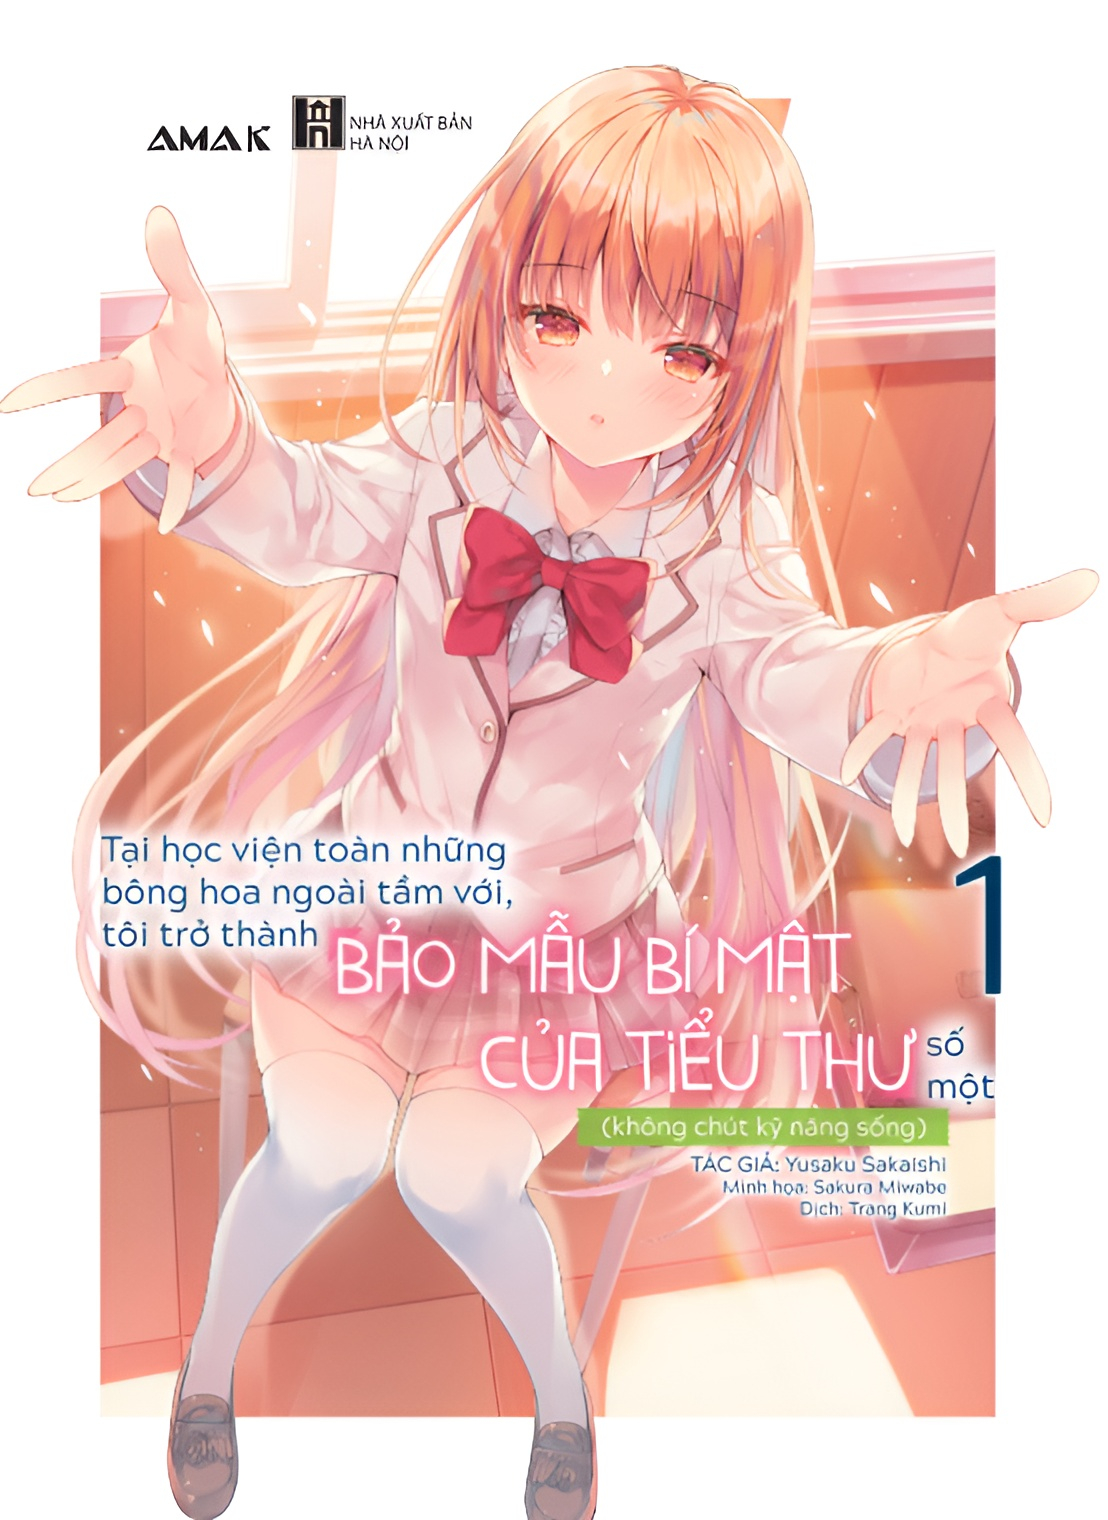 AMAK
NHÀ XUẤT BẢN
HÀ NỘI
Tại học viện toàn những
bông hoa ngoài tầm với,
tôi trở thành
BẢO MẪU BÍ MẬT
CỦA TIỂU THƯ
số
một
1
(không chút kỹ năng sống)
TÁC GIẢ: Yusaku Sakaishi
Minh họa: Sakura Miwabe
Dịch: Trang Kumi